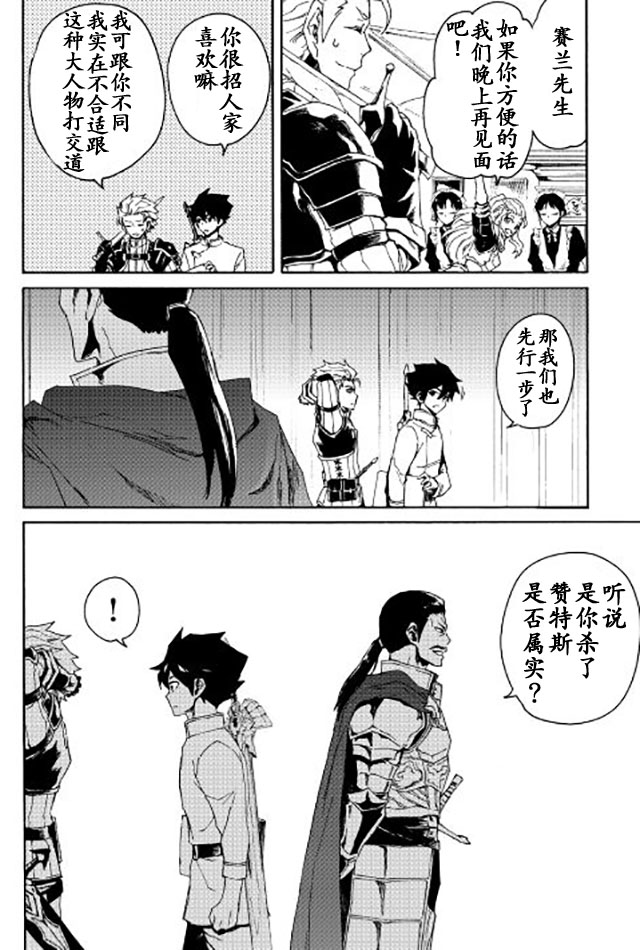 赛兰先生
如果你方便的话
我们晚上再见面
吧！
你很招人家
喜欢嘛
我可跟你不同
我实在不合适跟
这种大人物打交道
那我们也
先行一步了
！
听说
是你杀了
赞特斯
是否属实？